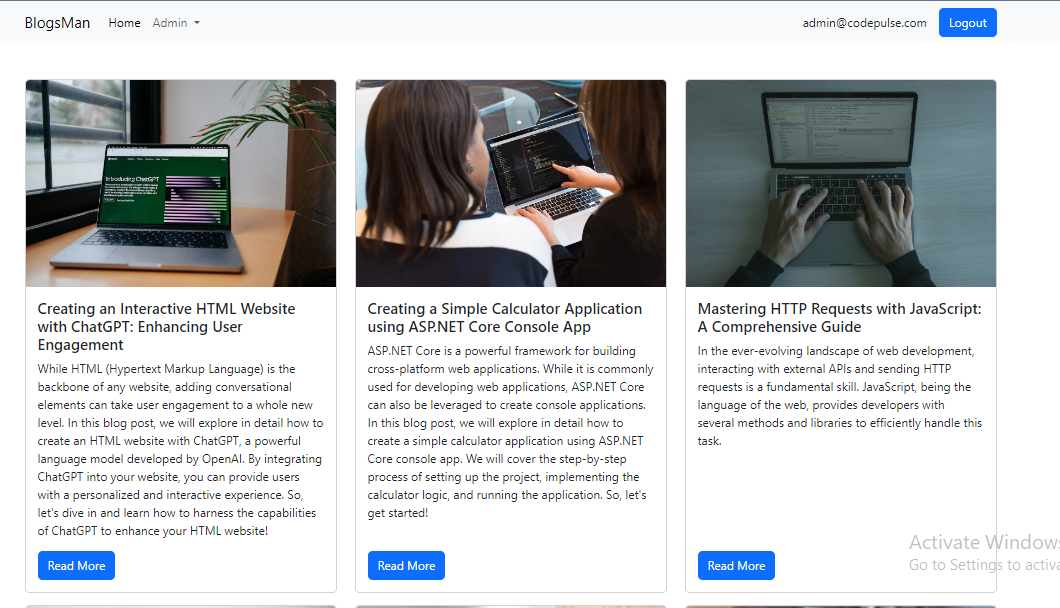 BlogsMan Home Admin admin@codepulse.com Logout
Introducing ChatGPT
Creating an Interactive HTML Website
with ChatGPT: Enhancing User
Engagement
While HTML (Hypertext Markup Language) is the
backbone of any website, adding conversational
elements can take user engagement to a whole new
level. In this blog post, we will explore in detail how to
create an HTML website with ChatGPT, a powerful
language model developed by OpenAI. By integrating
ChatGPT into your website, you can provide users
with a personalized and interactive experience. So,
let's dive in and learn how to harness the capabilities
of ChatGPT to enhance your HTML website!
Read More
Creating a Simple Calculator Application
using ASP.NET Core Console App
ASP.NET Core is a powerful framework for building
cross-platform web applications. While it is commonly
used for developing web applications, ASP.NET Core
can also be leveraged to create console applications.
In this blog post, we will explore in detail how to
create a simple calculator application using ASP.NET
Core console app. We will cover the step-by-step
process of setting up the project, implementing the
calculator logic, and running the application. So, let's
get started!
Read More
Mastering HTTP Requests with JavaScript:
A Comprehensive Guide
In the ever-evolving landscape of web development,
interacting with external APIs and sending HTTP
requests is a fundamental skill. JavaScript, being the
language of the web, provides developers with
several methods and libraries to efficiently handle this
task.
Read More
Activate Windows
Go to Settings to activa